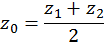 z₀ = (z₁ + z₂) / 2